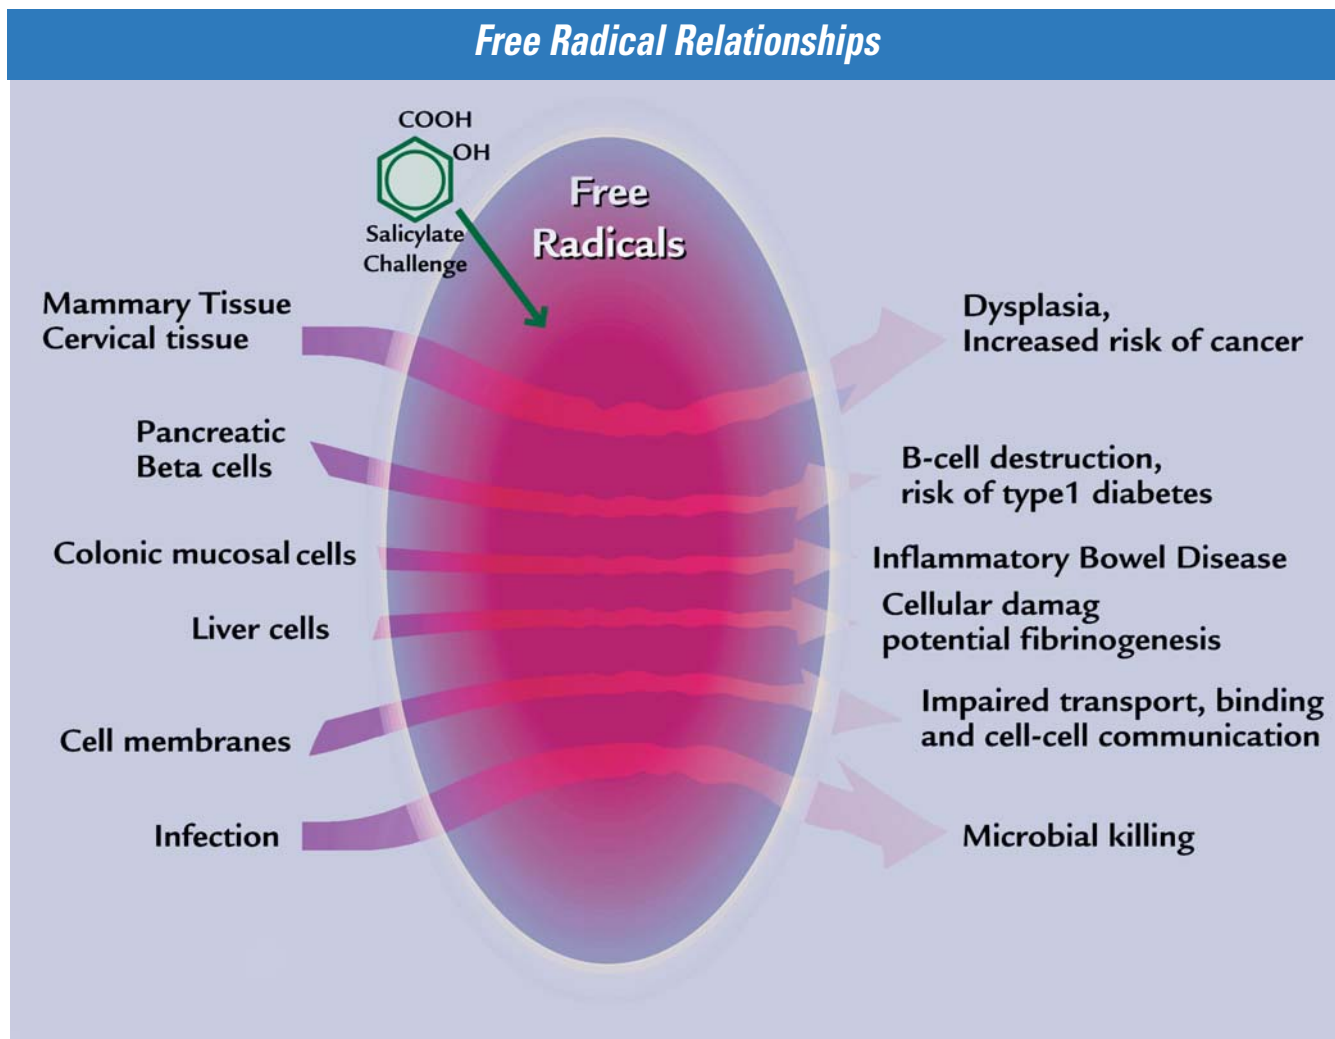 Free Radical Relationships
COOH
OH
Salicylate
Challenge
Free
Radicals
Mammary Tissue
Cervical tissue
Dysplasia,
Increased risk of cancer
Pancreatic
Beta cells
B-cell destruction,
risk of type1 diabetes
Colonic mucosal cells
Inflammatory Bowel Disease
Liver cells
Cellular damag
potential fibrinogenesis
Cell membranes
Impaired transport, binding
and cell-cell communication
Infection
Microbial killing